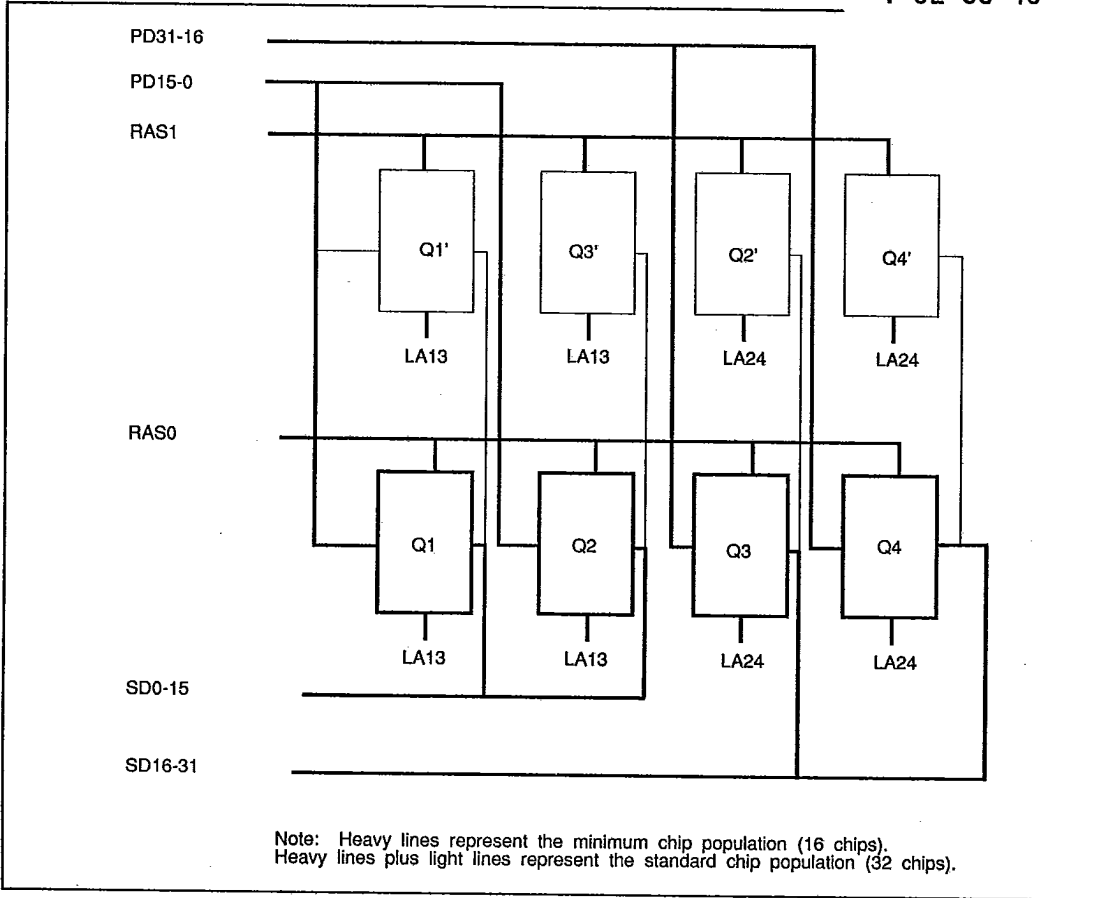 PD31-16
PD15-0
RAS1
Q1'
Q3'
Q2'
Q4'
LA13
LA13
LA24
LA24
RAS0
Q1
Q2
Q3
Q4
LA13
LA13
LA24
LA24
SD0-15
SD16-31
Note: Heavy lines represent the minimum chip population (16 chips).
Heavy lines plus light lines represent the standard chip population (32 chips).